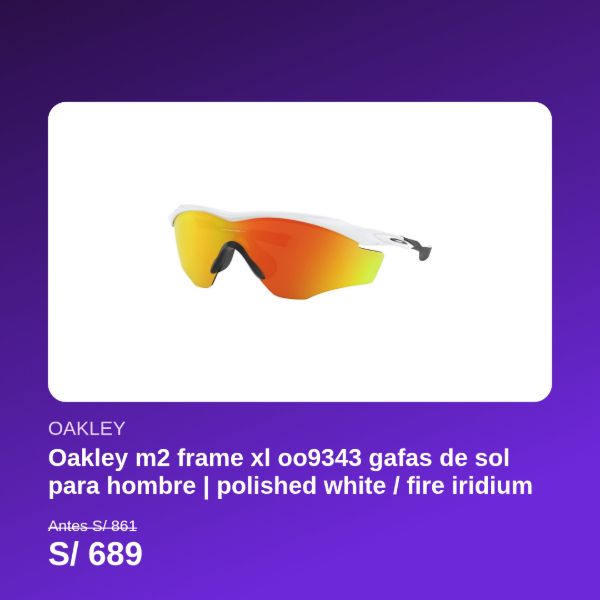 OAKLEY
Oakley m2 frame xl oo9343 gafas de sol
para hombre | polished white / fire iridium
Antes S/ 861
S/ 689